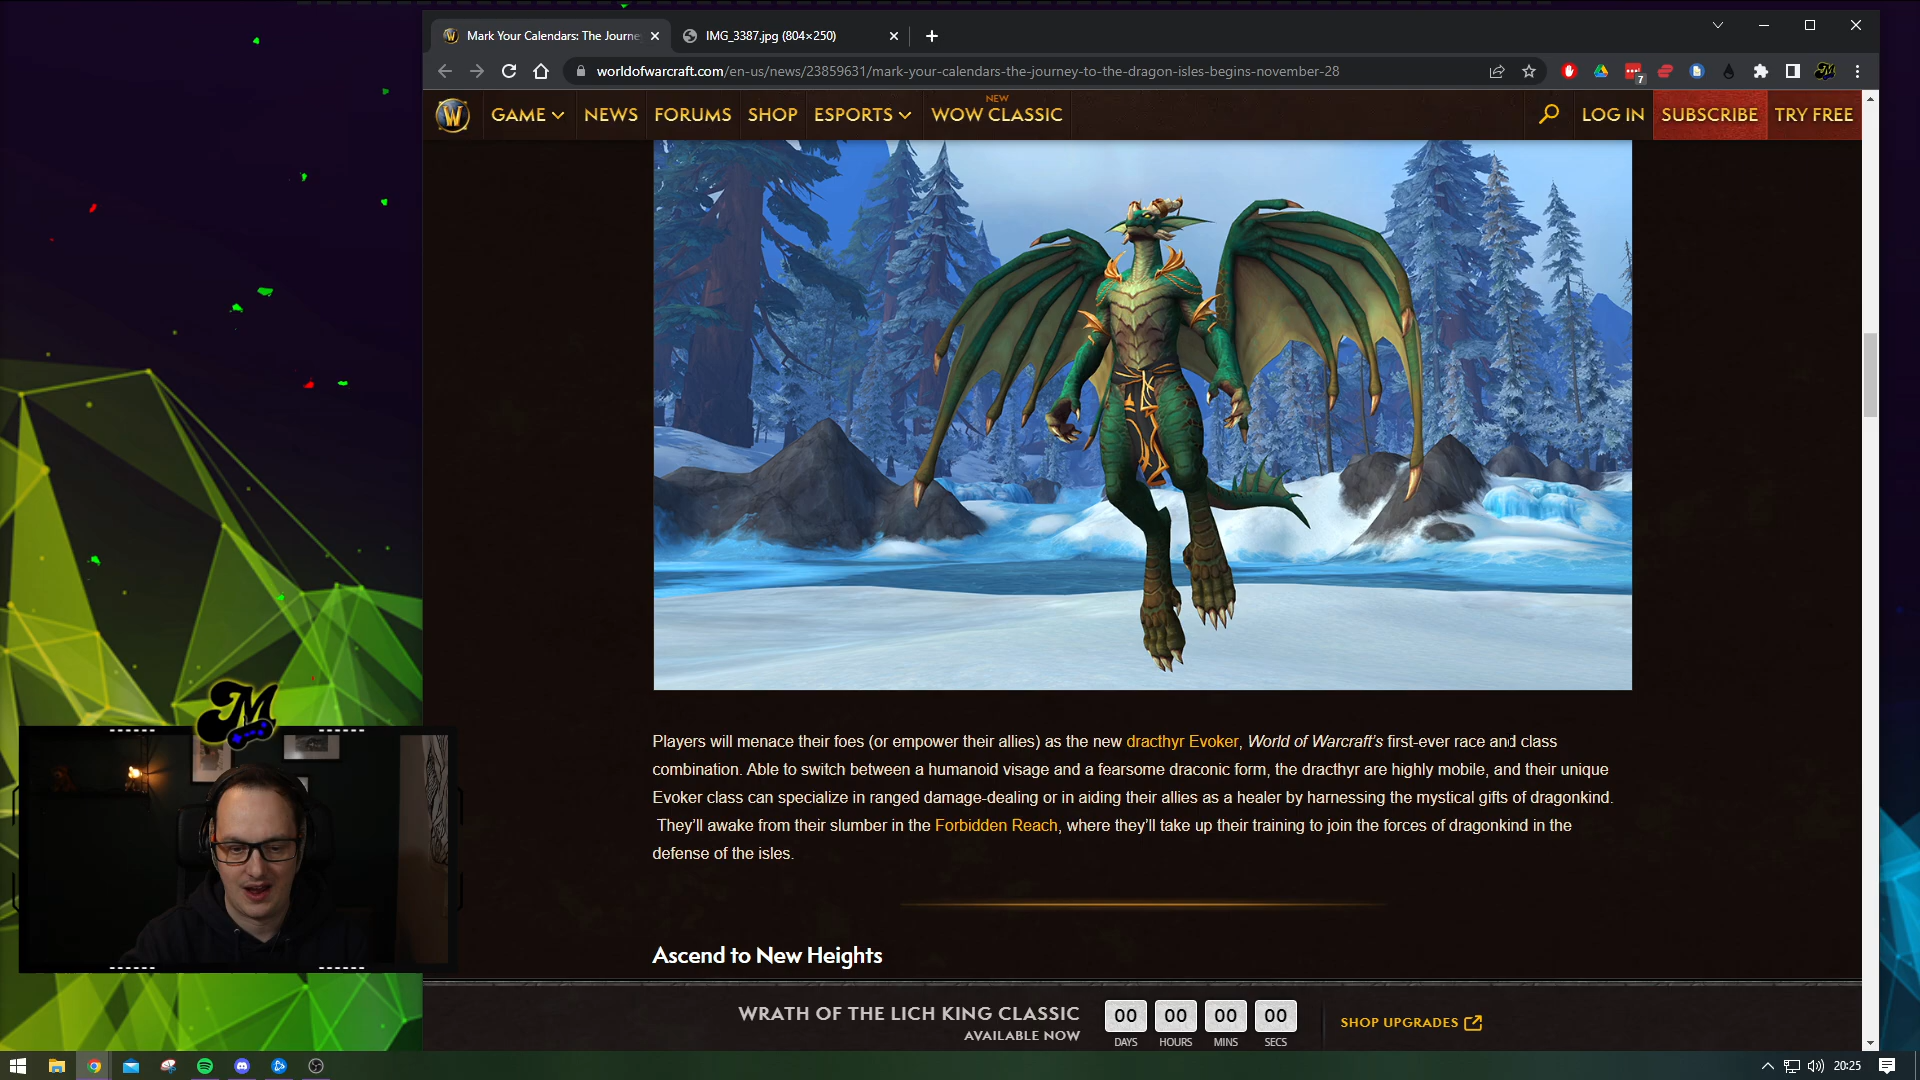 Mark Your Calendars: The Journe
IMG_3387.jpg (804×250)
worldofwarcraft.com/en-us/news/23859631/mark-your-calendars-the-journey-to-the-dragon-isles-begins-november-28
7
W
GAME
NEWS
FORUMS
SHOP
ESPORTS
NEW
WOW CLASSIC
LOG IN
SUBSCRIBE
TRY FREE
M
Players will menace their foes (or empower their allies) as the new dracthyr Evoker, World of Warcraft’s first-ever race and class
combination. Able to switch between a humanoid visage and a fearsome draconic form, the dracthyr are highly mobile, and their unique
Evoker class can specialize in ranged damage-dealing or in aiding their allies as a healer by harnessing the mystical gifts of dragonkind.
They’ll awake from their slumber in the Forbidden Reach, where they’ll take up their training to join the forces of dragonkind in the
defense of the isles.
Ascend to New Heights
WRATH OF THE LICH KING CLASSIC
AVAILABLE NOW
00 00 00 00
DAYS HOURS MINS SECS
SHOP UPGRADES
20:25